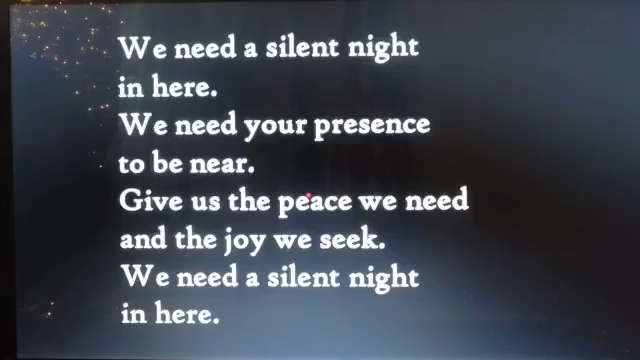 We need a silent night
in here.
We need your presence
to be near.
Give us the peace we need
and the joy we seek.
We need a silent night
in here.